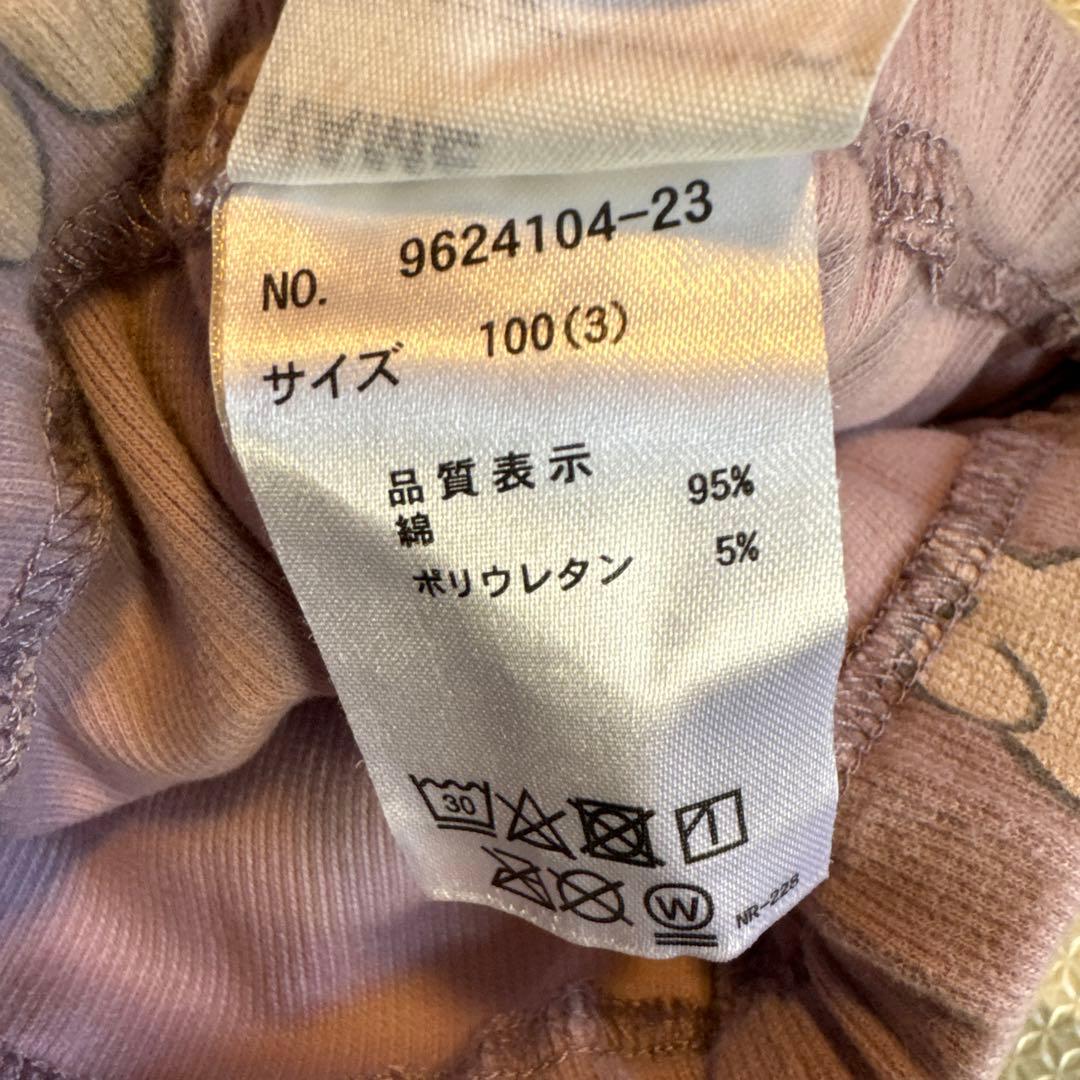 NO. 9624104-23
サイズ 100(3)
品質表示
綿 95%
ポリウレタン 5%
30
W
NR-228